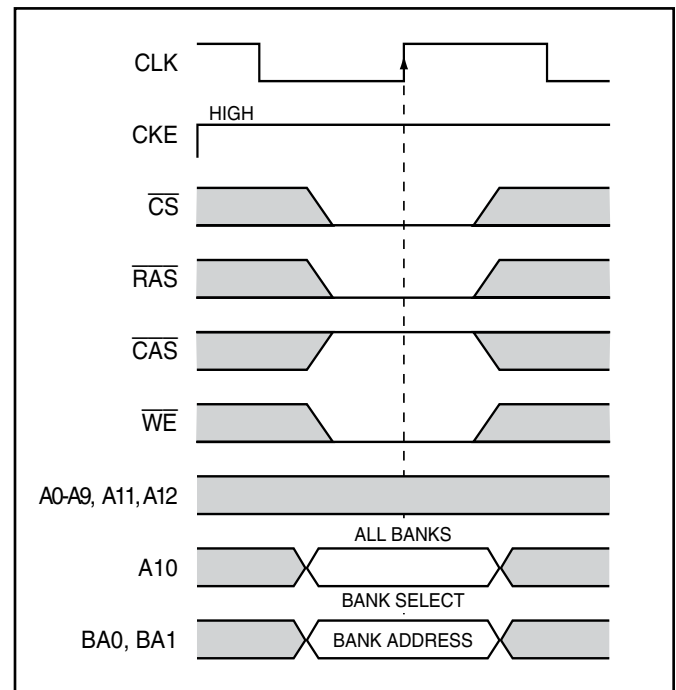 CLK
HIGH
CKE
CS
RAS
CAS
WE
A0-A9, A11, A12
ALL BANKS
A10
BANK SELECT
BA0, BA1
BANK ADDRESS